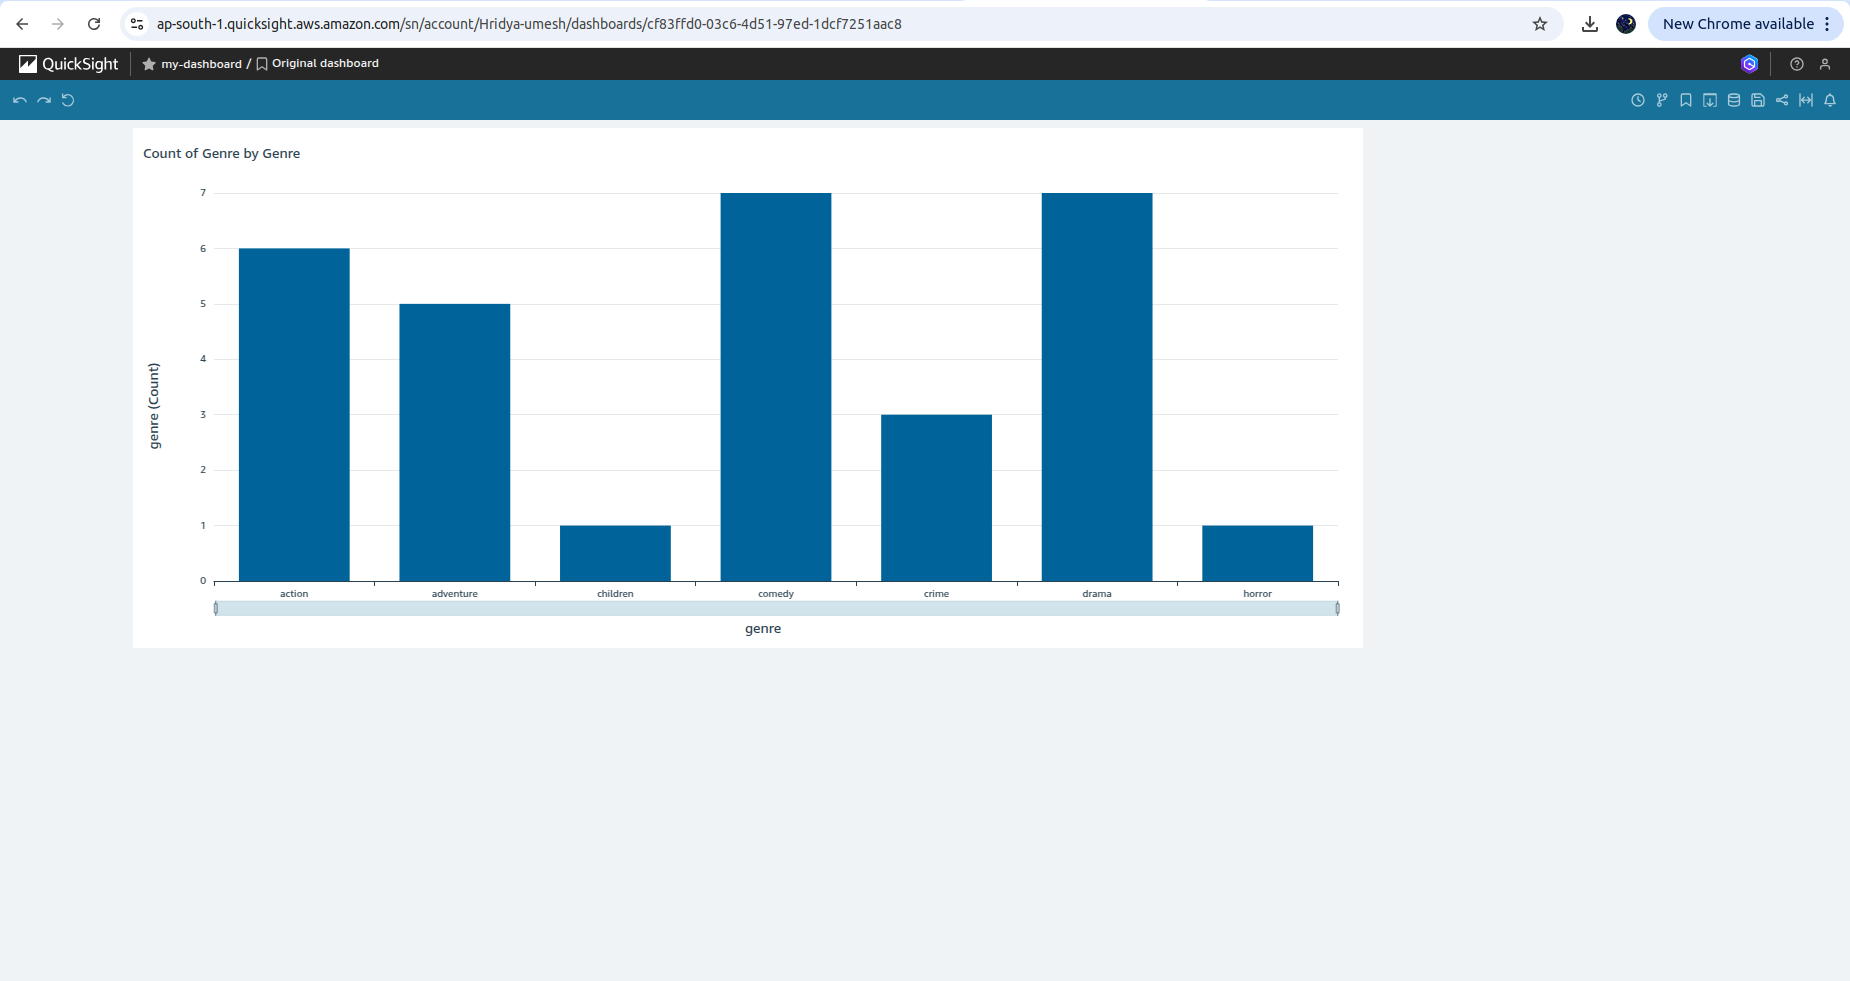 ap-south-1.quicksight.aws.amazon.com/sn/account/Hridya-umesh/dashboards/cf83ffd0-03c6-4d51-97ed-1dcf7251aac8
New Chrome available
QuickSight
my-dashboard / Original dashboard
Count of Genre by Genre
genre (Count)
7
6
5
4
3
2
1
0
action adventure children comedy crime drama horror
genre